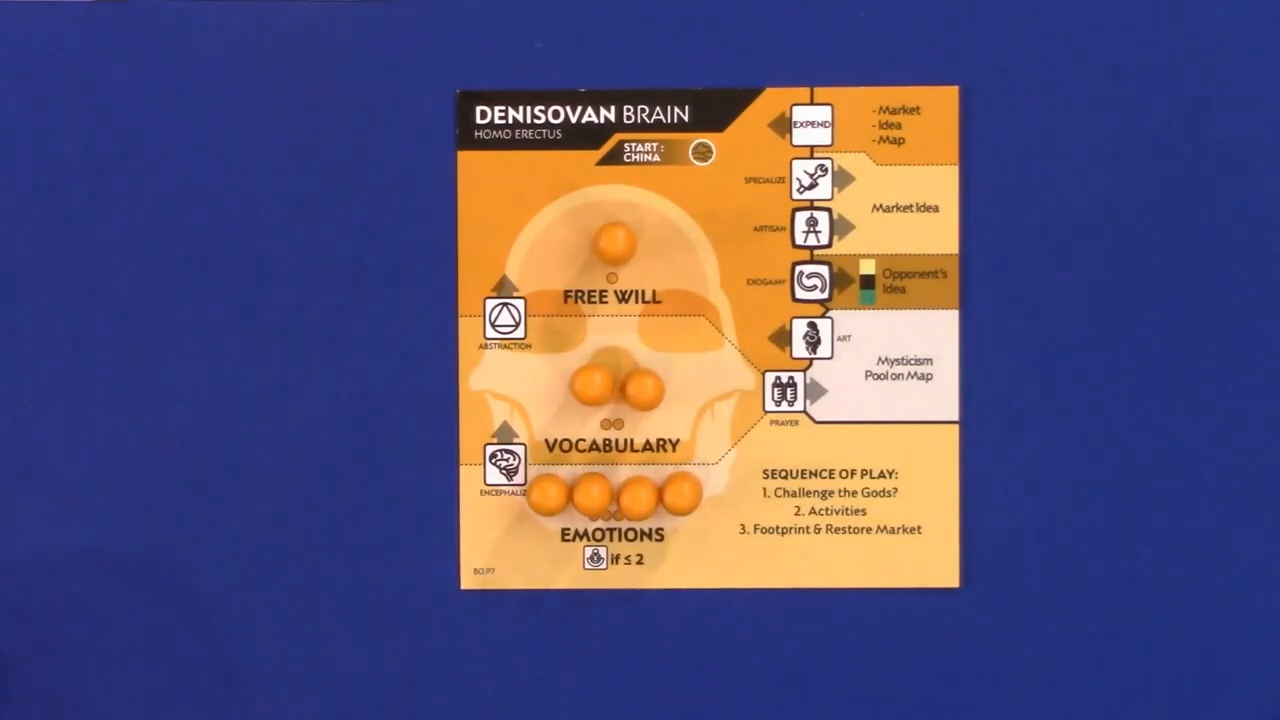 DENISOVAN BRAIN
HOMO ERECTUS
START :
CHINA
EXPEND
- Market
- Idea
- Map
SPECIALIZE
Market Idea
ARTISAN
EXOGAMY
Opponent's
Idea
FREE WILL
ABSTRACTION
ART
Mysticism
Pool on Map
PRAYER
VOCABULARY
ENCEPHALIZ
EMOTIONS
if ≤ 2
SEQUENCE OF PLAY:
1. Challenge the Gods?
2. Activities
3. Footprint & Restore Market
BO.P7